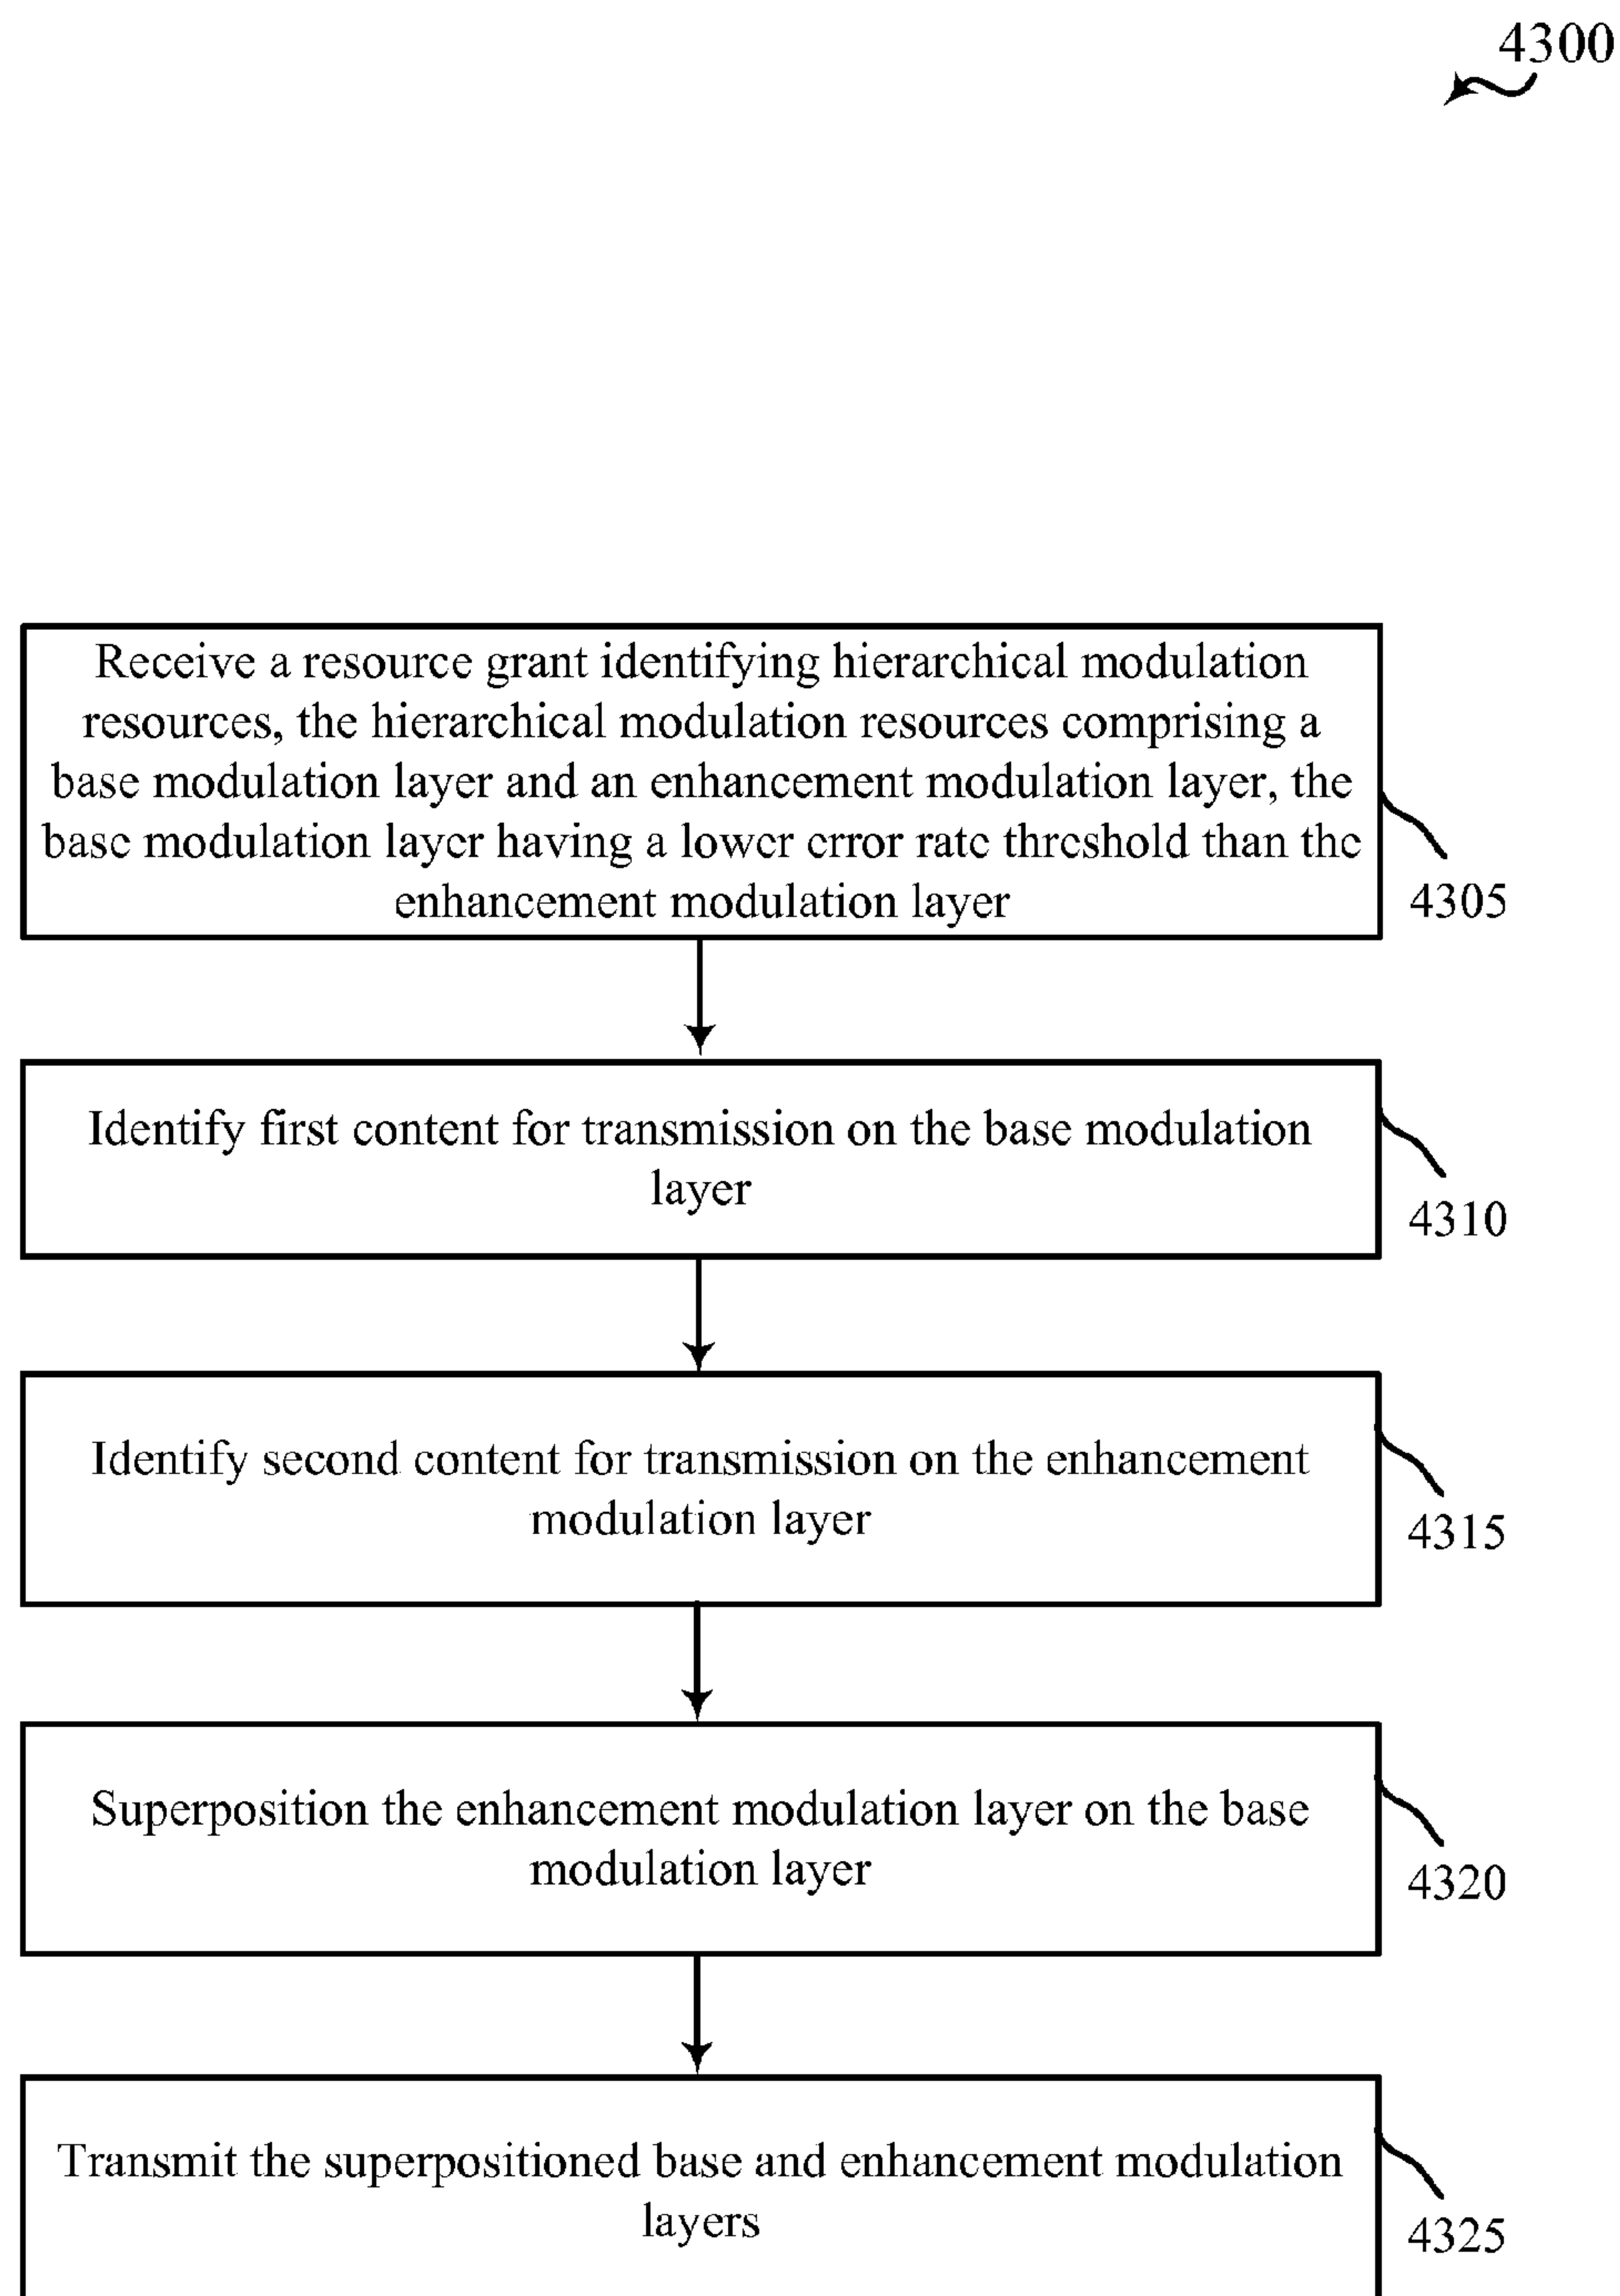 4300
Receive a resource grant identifying hierarchical modulation
resources, the hierarchical modulation resources comprising a
base modulation layer and an enhancement modulation layer, the
base modulation layer having a lower error rate threshold than the
enhancement modulation layer
4305
Identify first content for transmission on the base modulation
layer
4310
Identify second content for transmission on the enhancement
modulation layer
4315
Superposition the enhancement modulation layer on the base
modulation layer
4320
Transmit the superpositioned base and enhancement modulation
layers
4325